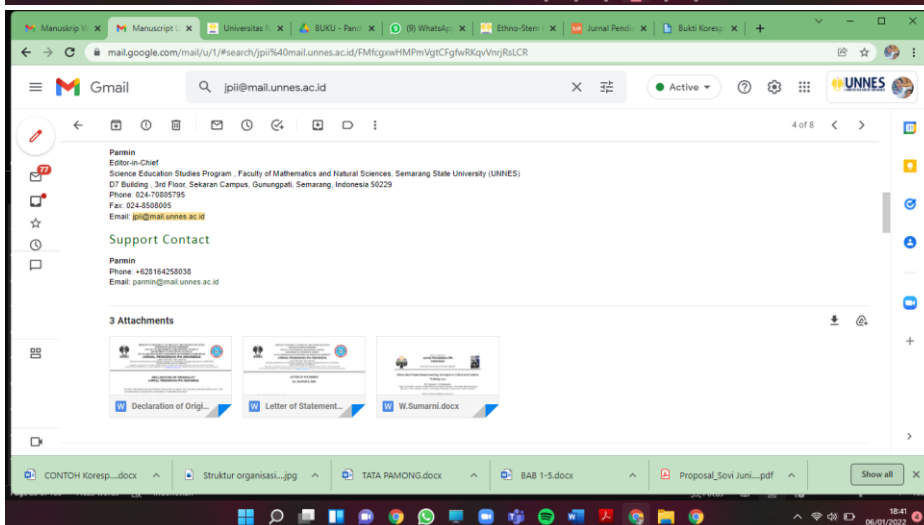 Manuskrip V
Manuscript U
Universitas N
BUKU - Pand
(9) WhatsAp
Ethno-Stem
Jurnal Pendid
Bukti Koresp
mail.google.com/mail/u/1/#search/jpii%40mail.unnes.ac.id/FMfcgxwHMPmVgtCFgfwRKqvVnrjRsLCR
Gmail
jpii@mail.unnes.ac.id
Active
UNNES
4 of 8
77
Parmin
Editor-in-Chief
Science Education Studies Program , Faculty of Mathematics and Natural Sciences, Semarang State University (UNNES)
D7 Building , 3rd Floor, Sekaran Campus, Gunungpati, Semarang, Indonesia 50229
Phone: 024-70805795
Fax: 024-8508005
Email: jpii@mail.unnes.ac.id
Support Contact
Parmin
Phone: +628164258038
Email: parmin@mail.unnes.ac.id
3 Attachments
Declaration of Origi...
Letter of Statement...
W.Sumarni.docx
CONTOH Koresp....docx
Struktur organisasi....jpg
TATA PAMONG.docx
BAB 1-5.docx
Proposal_Sovi Juni....pdf
Show all
18:41
06/01/2022